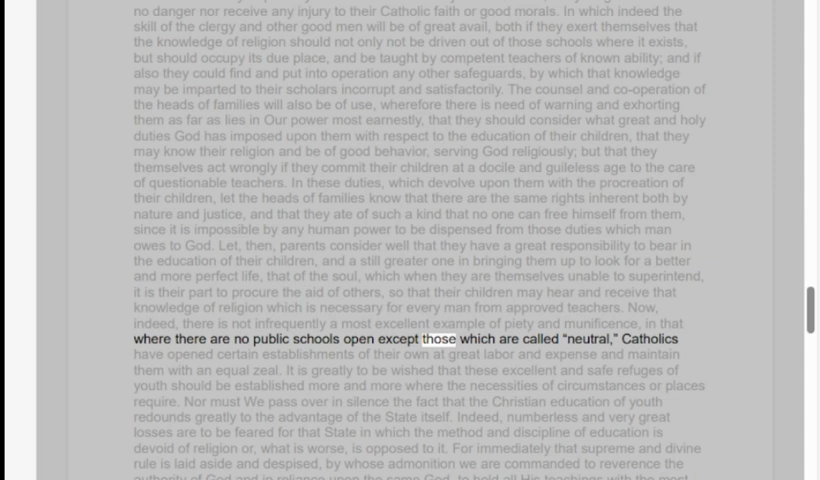 no danger nor receive any injury to their Catholic faith or good morals. In which indeed the
skill of the clergy and other good men will be of great avail, both if they exert themselves that
the knowledge of religion should not only not be driven out of those schools where it exists,
but should occupy its due place, and be taught by competent teachers of known ability; and if
also they could find and put into operation any other safeguards, by which that knowledge
may be imparted to their scholars incorrupt and satisfactorily. The counsel and co-operation of
the heads of families will also be of use, wherefore there is need of warning and exhorting
them as far as lies in Our power most earnestly, that they should consider what great and holy
duties God has imposed upon them with respect to the education of their children, that they
may know their religion and be of good behavior, serving God religiously; but that they
themselves act wrongly if they commit their children at a docile and guileless age to the care
of questionable teachers. In these duties, which devolve upon them with the procreation of
their children, let the heads of families know that there are the same rights inherent both by
nature and justice, and that they ate of such a kind that no one can free himself from them,
since it is impossible by any human power to be dispensed from those duties which man
owes to God. Let, then, parents consider well that they have a great responsibility to bear in
the education of their children, and a still greater one in bringing them up to look for a better
and more perfect life, that of the soul, which when they are themselves unable to superintend,
it is their part to procure the aid of others, so that their children may hear and receive that
knowledge of religion which is necessary for every man from approved teachers. Now,
indeed, there is not infrequently a most excellent example of piety and munificence, in that
where there are no public schools open except those which are called “neutral,” Catholics
have opened certain establishments of their own at great labor and expense and maintain
them with an equal zeal. It is greatly to be wished that these excellent and safe refuges of
youth should be established more and more where the necessities of circumstances or places
require. Nor must We pass over in silence the fact that the Christian education of youth
redounds greatly to the advantage of the State itself. Indeed, numberless and very great
losses are to be feared for that State in which the method and discipline of education is
devoid of religion or, what is worse, is opposed to it. For immediately that supreme and divine
rule is laid aside and despised, by whose admonition we are commanded to reverence the
authority of God and in reliance upon the same God, to hold all His teachings with the most